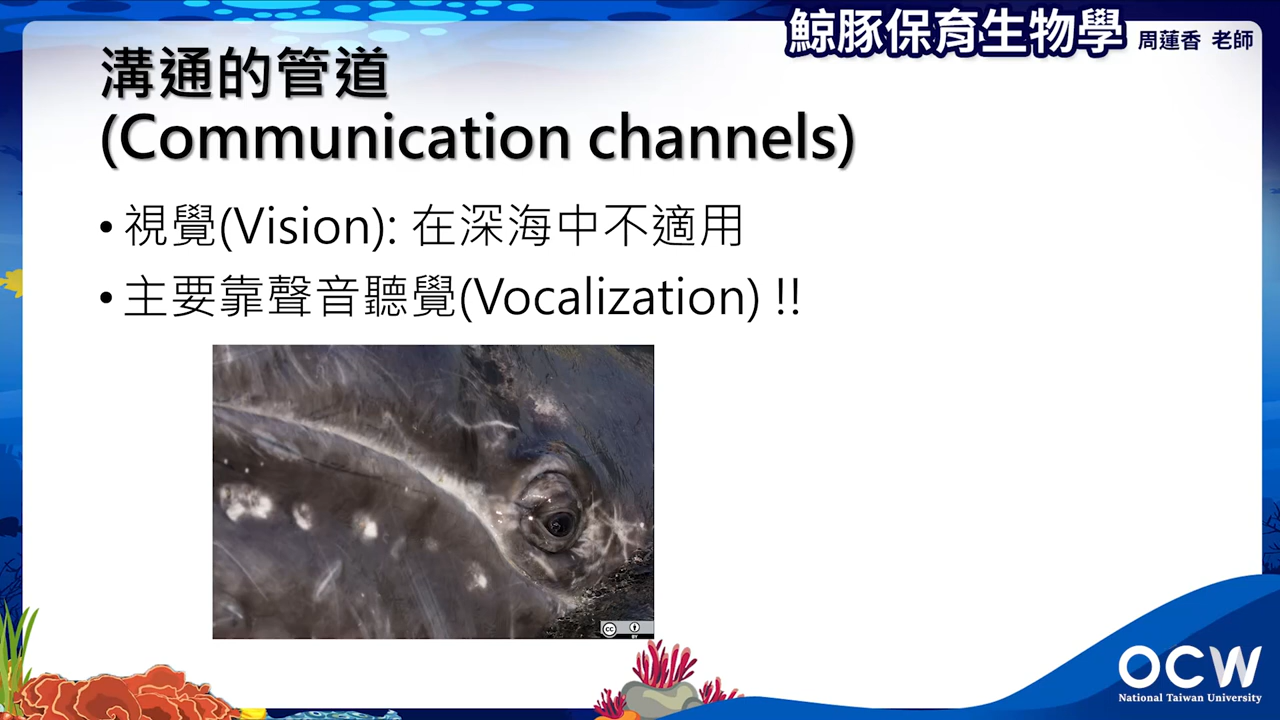 鯨豚保育生物學 周蓮香 老師
溝通的管道
(Communication channels)
• 視覺(Vision): 在深海中不適用
• 主要靠聲音聽覺(Vocalization) !!
cc BY
OCW
National Taiwan University